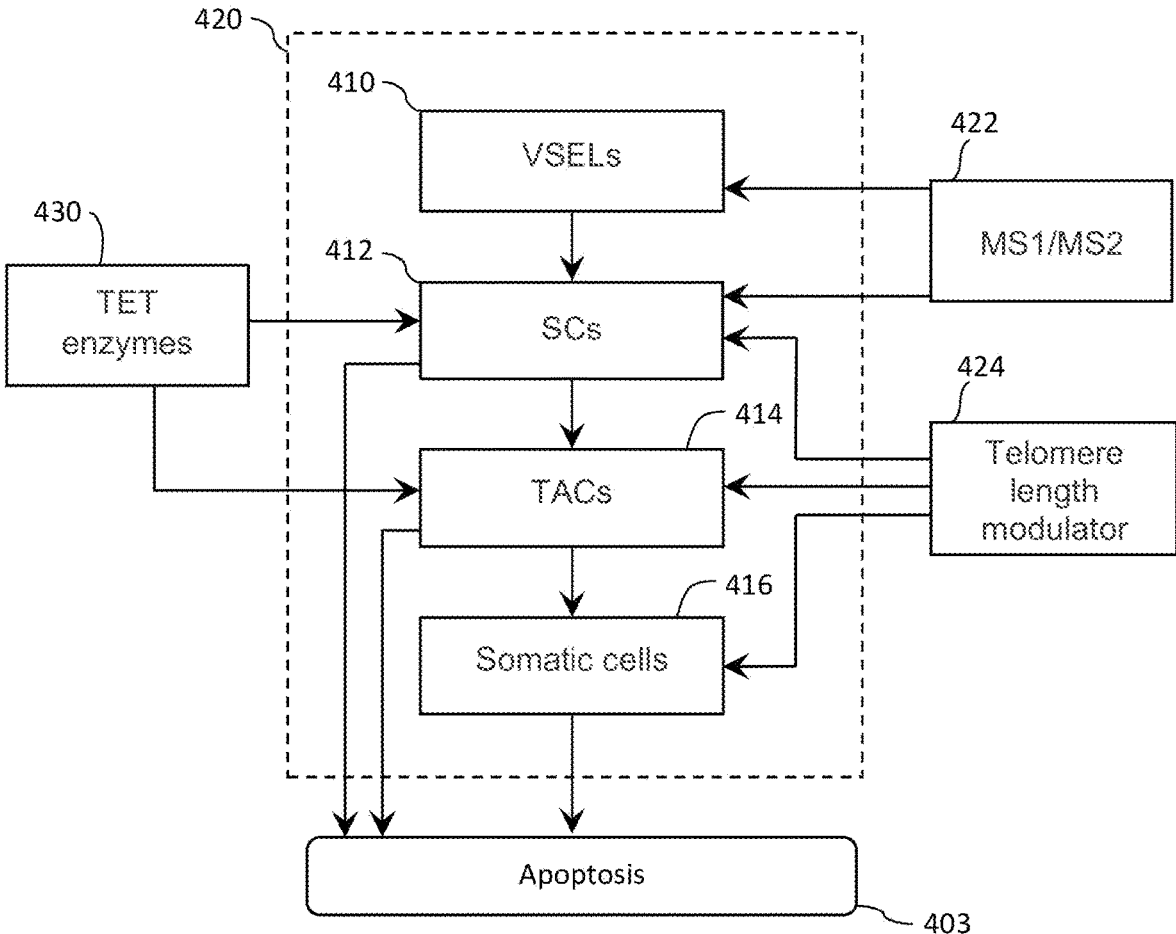 420
410
VSELs
422
MS1/MS2
430
TET
enzymes
412
SCs
424
Telomere
length
modulator
414
TACs
416
Somatic cells
Apoptosis
403